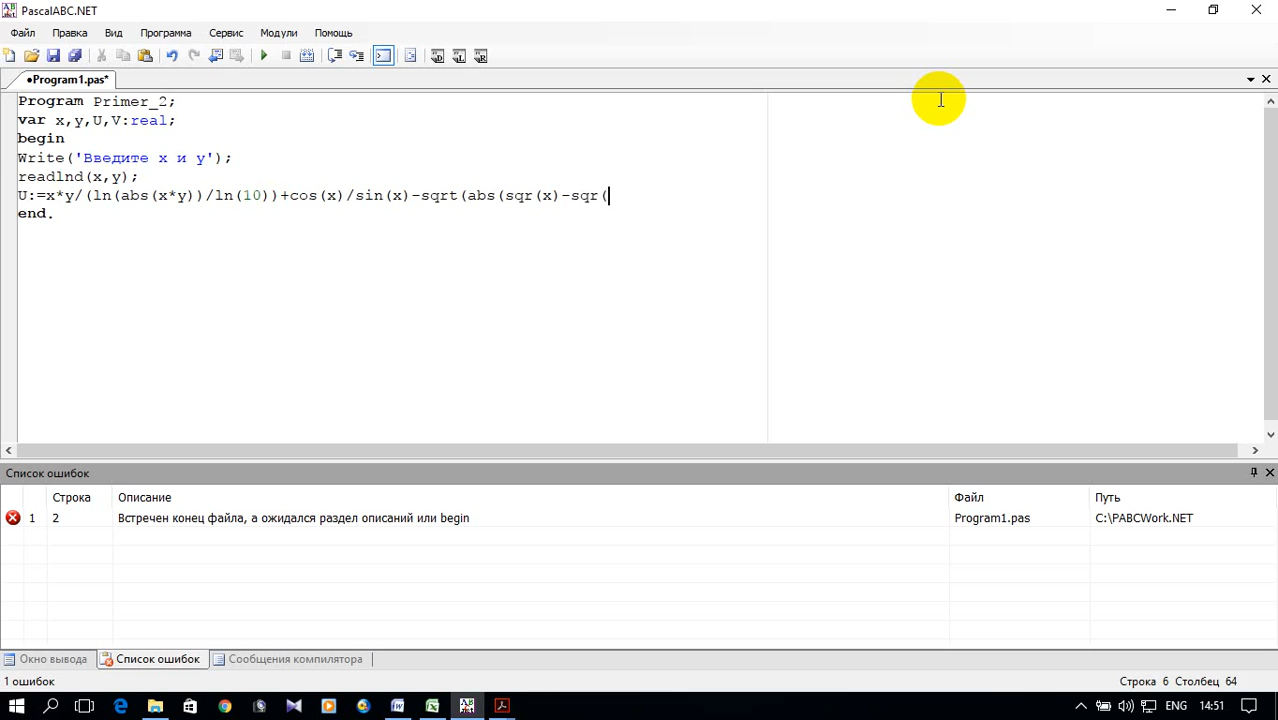 PascalABC.NET
Файл Правка Вид Программа Сервис Модули Помощь
●Program1.pas*
Program Primer_2;
var x,y,U,V:real;
begin
Write('Введите x и y');
readlnd(x,y);
U:=x*y/(ln(abs(x*y))/ln(10))+cos(x)/sin(x)-sqrt(abs(sqr(x)-sqr(
end.
Список ошибок
Строка Описание Файл Путь
1 2 Встречен конец файла, а ожидался раздел описаний или begin Program1.pas C:\PABCWork.NET
Окно вывода Список ошибок Сообщения компилятора
1 ошибок Строка 6 Столбец 64
ENG 14:51